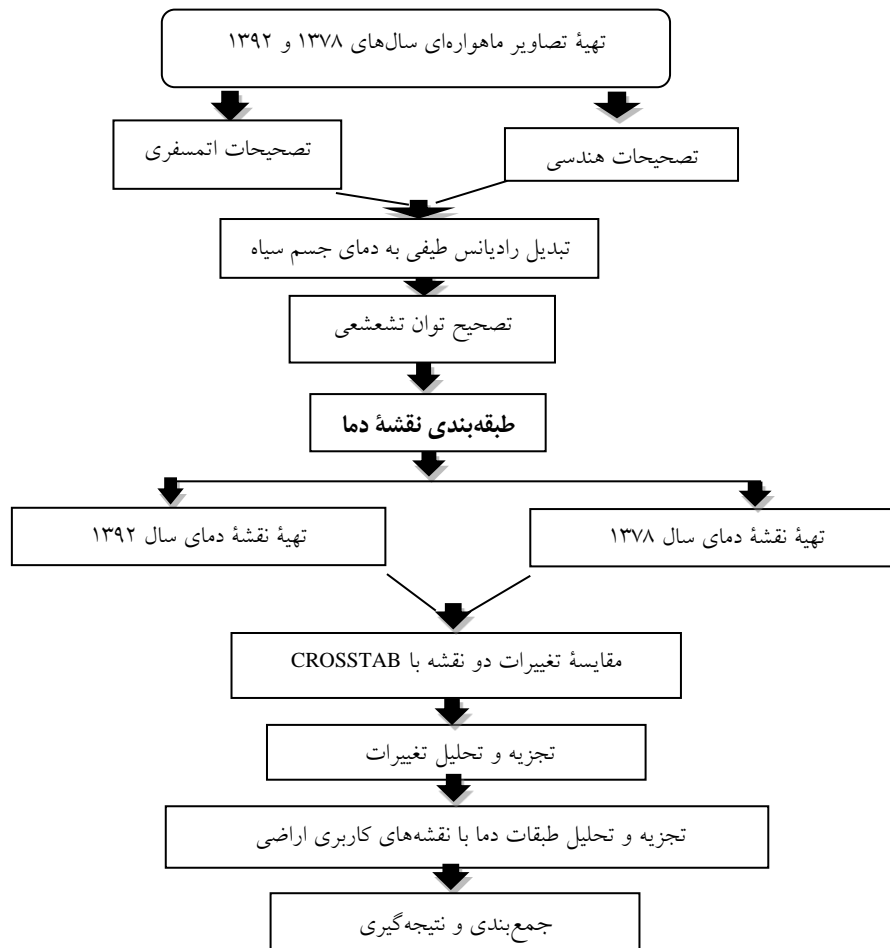 تهیهٔ تصاویر ماهواره‌ای سال‌های ۱۳۷۸ و ۱۳۹۲
تصحیحات هندسی
تصحیحات اتمسفری
تبدیل رادیانس طیفی به دمای جسم سیاه
تصحیح توان تشعشعی
طبقه‌بندی نقشهٔ دما
تهیهٔ نقشهٔ دمای سال ۱۳۷۸
تهیهٔ نقشهٔ دمای سال ۱۳۹۲
مقایسهٔ تغییرات دو نقشه با CROSSTAB
تجزیه و تحلیل تغییرات
تجزیه و تحلیل طبقات دما با نقشه‌های کاربری اراضی
جمع‌بندی و نتیجه‌گیری